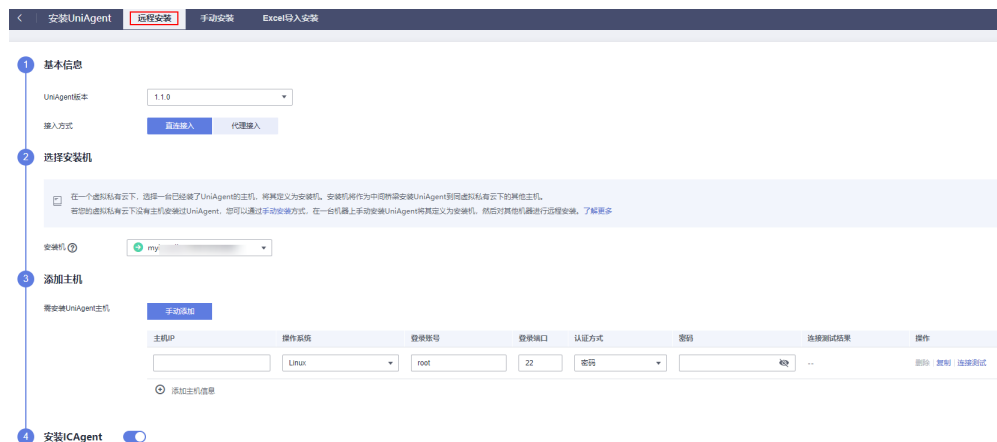 安装UniAgent 远程安装 手动安装 Excel导入安装
1 基本信息
UniAgent版本 1.1.0
接入方式 直连接入 代理接入
2 选择安装机
在一个虚拟私有云下，选择一台已经装了UniAgent的主机，将其定义为安装机。安装机将作为中间桥梁安装UniAgent到同虚拟私有云下的其他主机。
若您的虚拟私有云下没有主机安装过UniAgent，您可以通过手动安装方式，在一台机器上手动安装UniAgent将其定义为安装机，然后对其他机器进行远程安装。了解更多
安装机 my
3 添加主机
需安装UniAgent主机 手动添加
主机IP 操作系统 登录账号 登录端口 认证方式 密码 连接测试结果 操作
Linux root 22 密码 -- 删除 复制 连接测试
添加主机信息
4 安装ICAgent